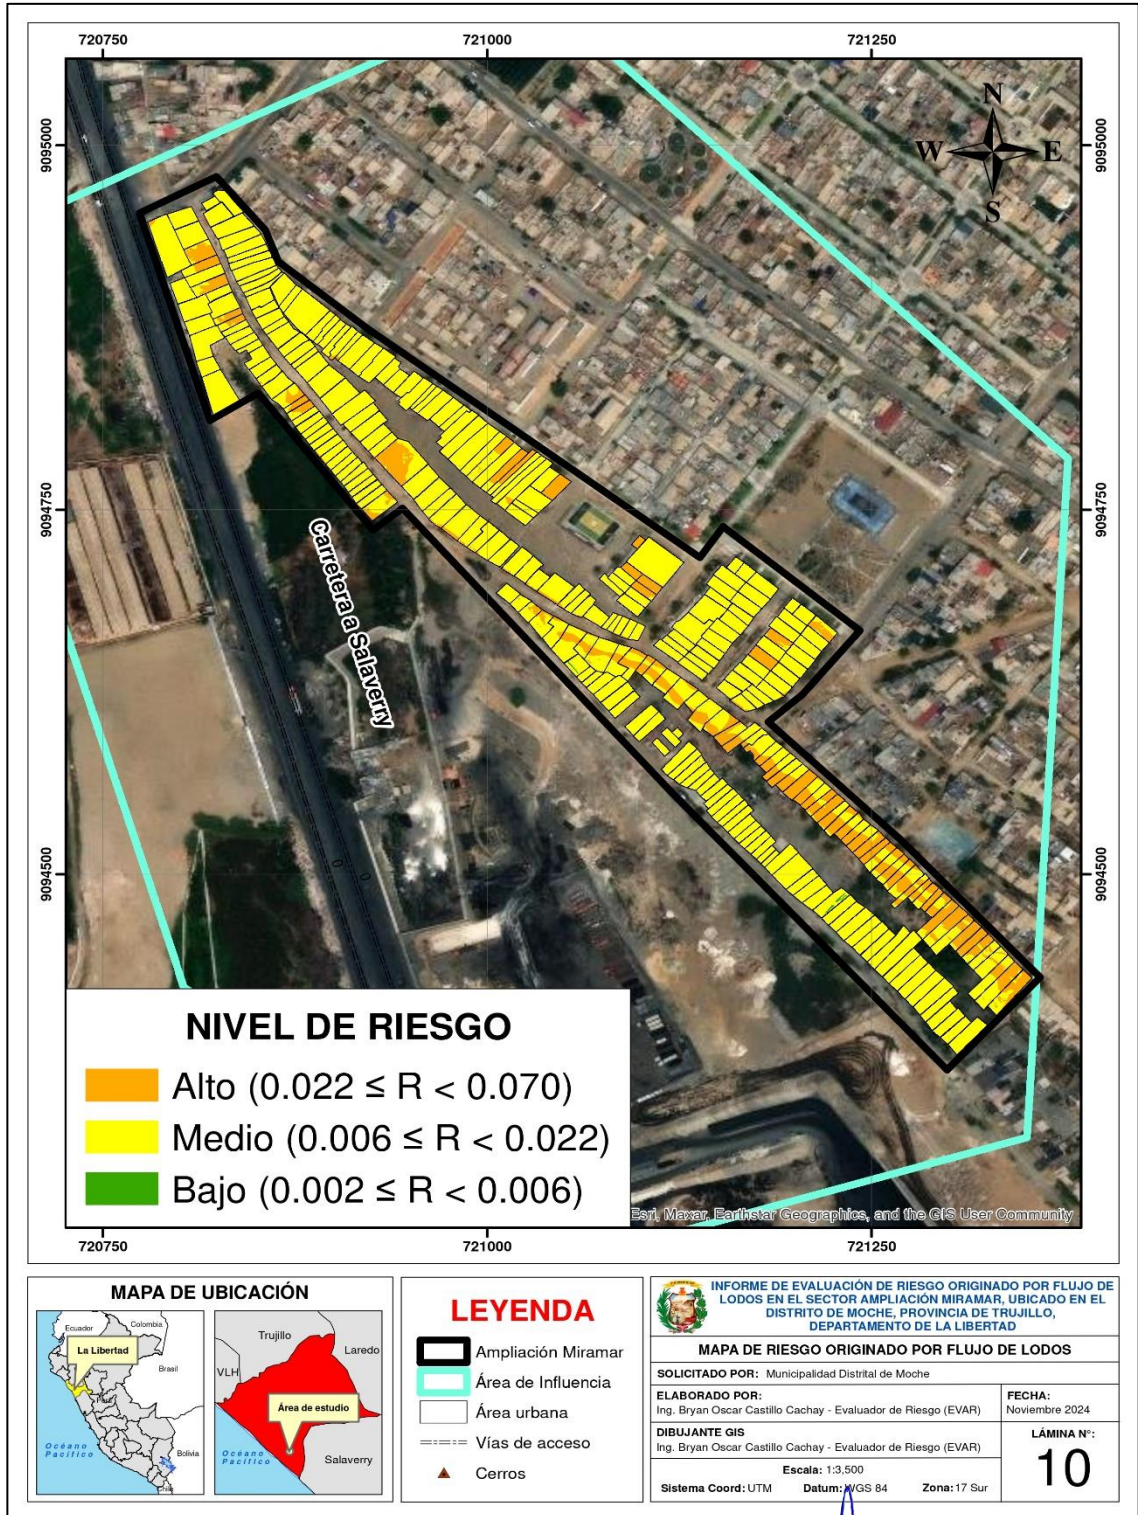 720750
721000
721250
9095000
9095000
N
W
E
S
9094750
9094750
Carretera a Salaverry
9094500
9094500
NIVEL DE RIESGO
Alto (0.022 ≤ R < 0.070)
Medio (0.006 ≤ R < 0.022)
Bajo (0.002 ≤ R < 0.006)
Esri, Maxar, Earthstar Geographics, and the GIS User Community
720750
721000
721250
MAPA DE UBICACIÓN
Ecuador
Colombia
La Libertad
Brasil
Perú
Océano
Pacífico
Bolivia
Chile
Trujillo
Laredo
VLH
Área de estudio
Océano
Pacífico
Salaverry
LEYENDA
Ampliación Miramar
Área de Influencia
Área urbana
Vías de acceso
Cerros
INFORME DE EVALUACIÓN DE RIESGO ORIGINADO POR FLUJO DE
LODOS EN EL SECTOR AMPLIACIÓN MIRAMAR, UBICADO EN EL
DISTRITO DE MOCHE, PROVINCIA DE TRUJILLO,
DEPARTAMENTO DE LA LIBERTAD
MAPA DE RIESGO ORIGINADO POR FLUJO DE LODOS
SOLICITADO POR: Municipalidad Distrital de Moche
ELABORADO POR:
Ing. Bryan Oscar Castillo Cachay - Evaluador de Riesgo (EVAR)
FECHA:
Noviembre 2024
DIBUJANTE GIS
Ing. Bryan Oscar Castillo Cachay - Evaluador de Riesgo (EVAR)
LÁMINA N°:
10
Escala: 1:3,500
Sistema Coord: UTM Datum: WGS 84 Zona: 17 Sur